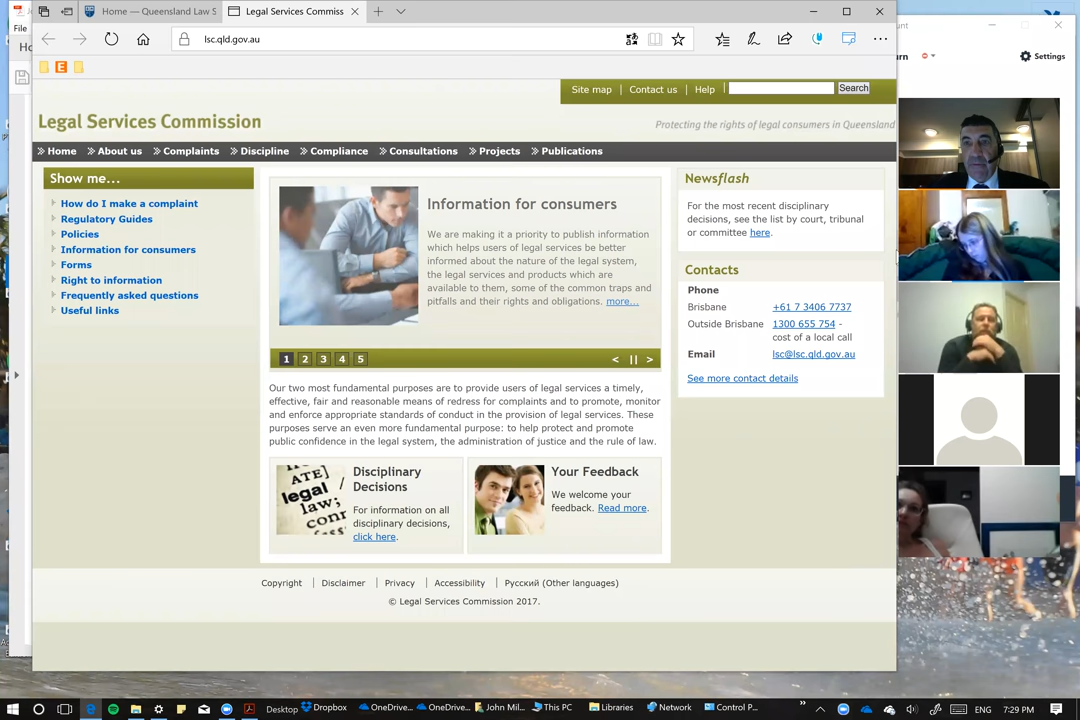 File
Home — Queensland Law S
Legal Services Commiss
lsc.qld.gov.au
Settings
Site map | Contact us | Help
Search
Legal Services Commission
Protecting the rights of legal consumers in Queensland
Home
About us
Complaints
Discipline
Compliance
Consultations
Projects
Publications
Show me...
How do I make a complaint
Regulatory Guides
Policies
Information for consumers
Forms
Right to information
Frequently asked questions
Useful links
Information for consumers
We are making it a priority to publish information
which helps users of legal services be better
informed about the nature of the legal system,
the legal services and products which are
available to them, some of the common traps and
pitfalls and their rights and obligations. more...
1 2 3 4 5
< || >
Our two most fundamental purposes are to provide users of legal services a timely,
effective, fair and reasonable means of redress for complaints and to promote, monitor
and enforce appropriate standards of conduct in the provision of legal services. These
purposes serve an even more fundamental purpose: to help protect and promote
public confidence in the legal system, the administration of justice and the rule of law.
ATE]
legal
law;
conr
Disciplinary
Decisions
For information on all
disciplinary decisions,
click here.
Your Feedback
We welcome your
feedback. Read more.
Newsflash
For the most recent disciplinary
decisions, see the list by court, tribunal
or committee here.
Contacts
Phone
Brisbane +61 7 3406 7737
Outside Brisbane 1300 655 754 -
cost of a local call
Email lsc@lsc.qld.gov.au
See more contact details
Copyright | Disclaimer | Privacy | Accessibility | Русский (Other languages)
© Legal Services Commission 2017.
Desktop
Dropbox
OneDrive...
OneDrive...
John Mil...
This PC
Libraries
Network
Control P...
ENG
7:29 PM